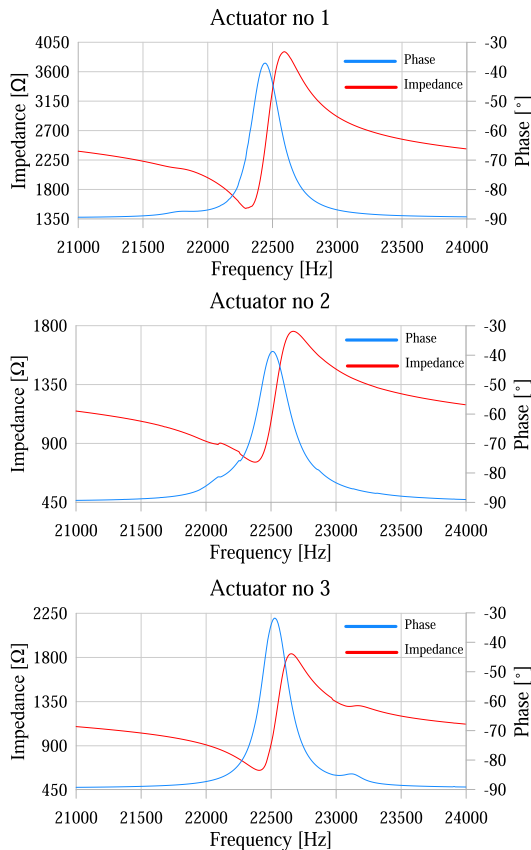 Actuator no 1
4050 -30
3600 -40
3150 -50
2700 -60
2250 -70
1800 -80
1350 -90
Impedance [Ω]
Phase [°]
Phase
Impedance
21000 21500 22000 22500 23000 23500 24000
Frequency [Hz]
Actuator no 2
1800 -30
-40
1350 -50
-60
900 -70
-80
450 -90
Impedance [Ω]
Phase [°]
Phase
Impedance
21000 21500 22000 22500 23000 23500 24000
Frequency [Hz]
Actuator no 3
2250 -30
1800 -40
-50
1350 -60
900 -70
-80
450 -90
Impedance [Ω]
Phase [°]
Phase
Impedance
21000 21500 22000 22500 23000 23500 24000
Frequency [Hz]